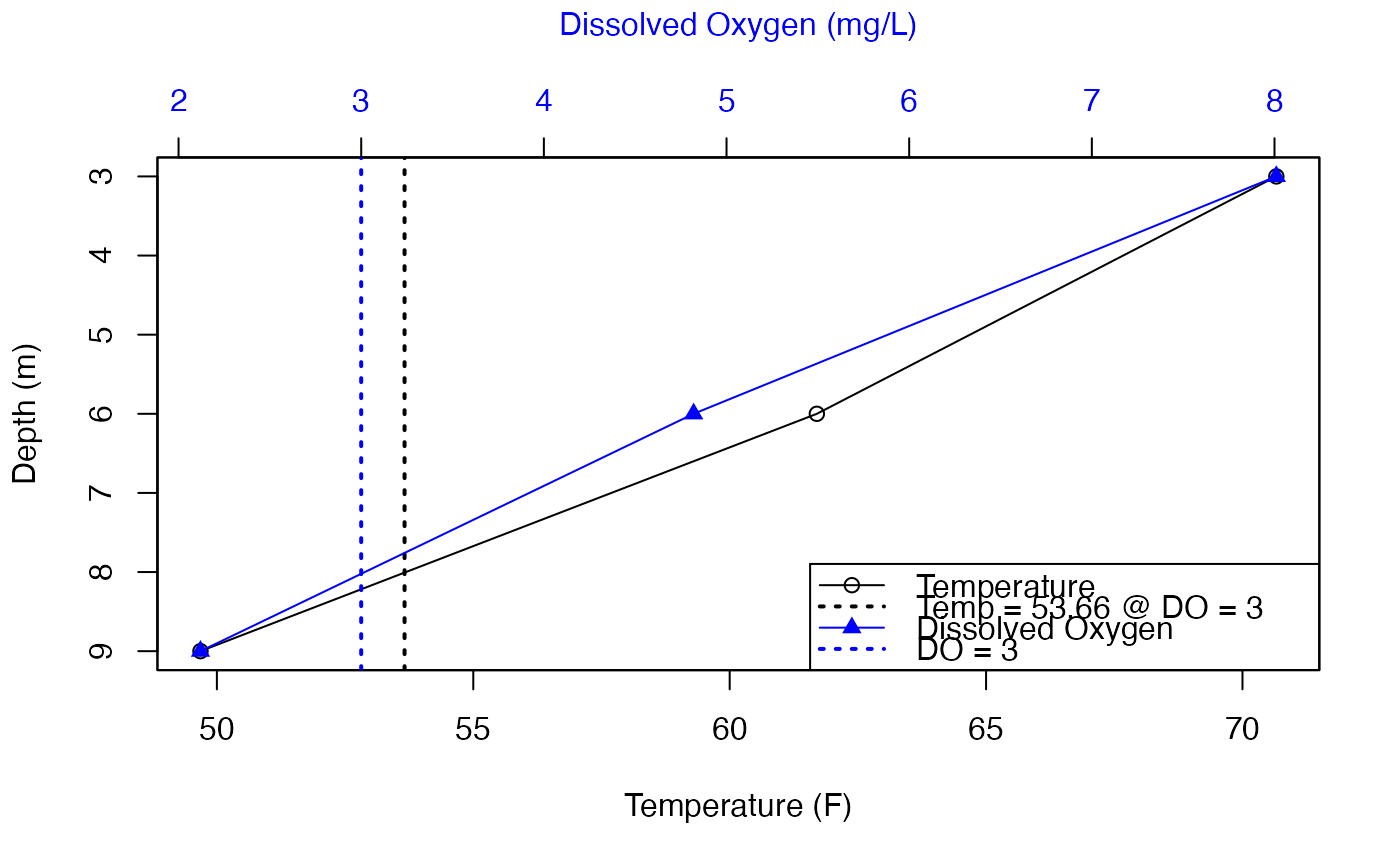 Dissolved Oxygen (mg/L)
2 3 4 5 6 7 8
Depth (m)
3
4
5
6
7
8
9
Temperature
Temp = 53.66 @ DO = 3
Dissolved Oxygen
DO = 3
50 55 60 65 70
Temperature (F)